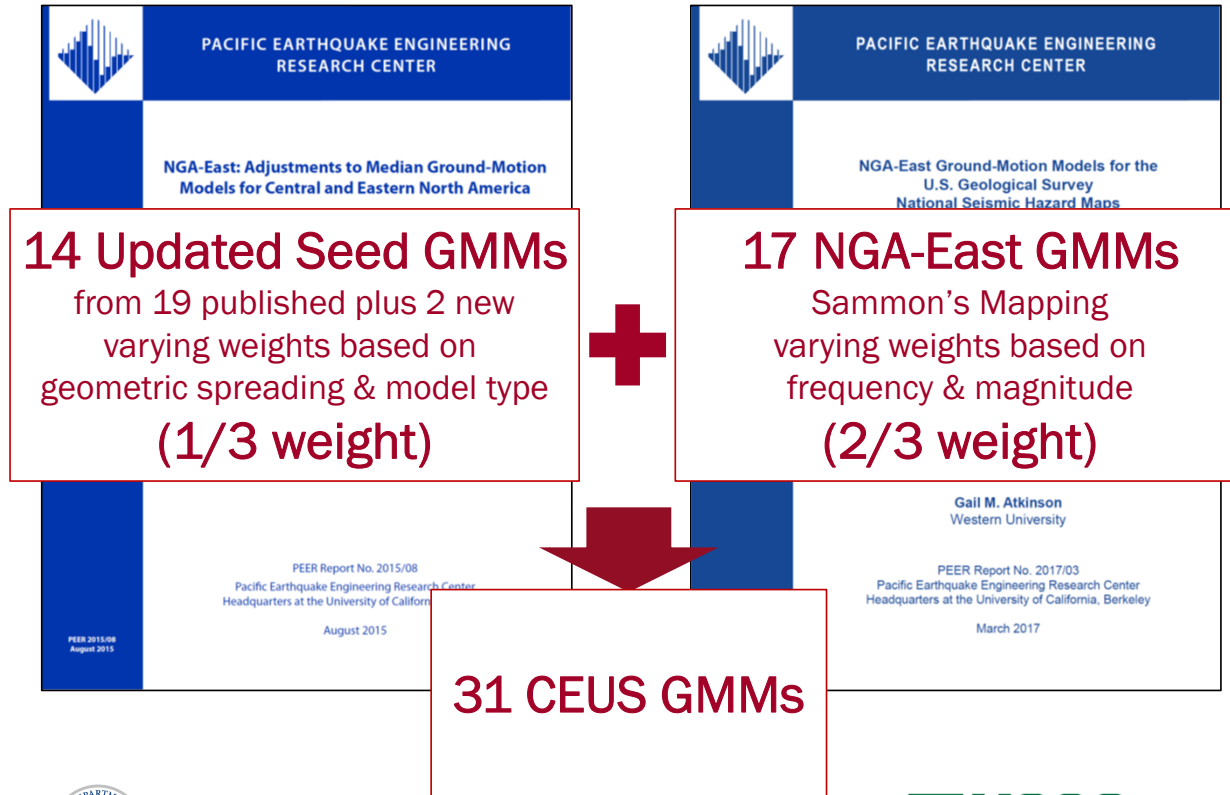 PACIFIC EARTHQUAKE ENGINEERING
RESEARCH CENTER
NGA-East: Adjustments to Median Ground-Motion
Models for Central and Eastern North America
14 Updated Seed GMMs
from 19 published plus 2 new
varying weights based on
geometric spreading & model type
(1/3 weight)
PEER Report No. 2015/08
Pacific Earthquake Engineering Research Center
Headquarters at the University of Californ
August 2015
PEER 2015/08
August 2015
PACIFIC EARTHQUAKE ENGINEERING
RESEARCH CENTER
NGA-East Ground-Motion Models for the
U.S. Geological Survey
National Seismic Hazard Maps
17 NGA-East GMMs
Sammon's Mapping
varying weights based on
frequency & magnitude
(2/3 weight)
Gail M. Atkinson
Western University
PEER Report No. 2017/03
Pacific Earthquake Engineering Research Center
Headquarters at the University of California, Berkeley
March 2017
31 CEUS GMMs